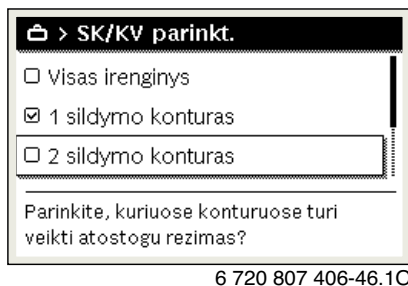 > SK/KV parinkt.
Visas irenginys
1 sildymo konturas
2 sildymo konturas
Parinkite, kuriuose konturuose turi
veikti atostogu rezimas?
6 720 807 406-46.1O